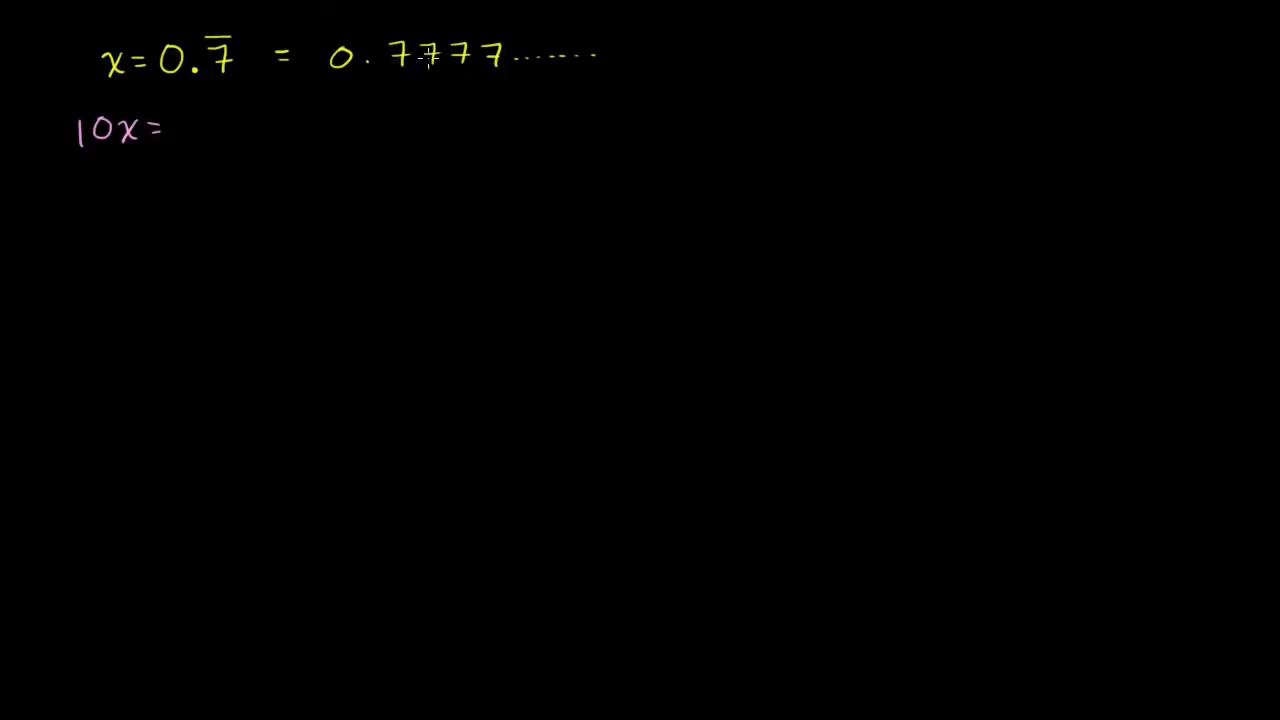 x = 0.7̅ = 0.7777.......
10x =